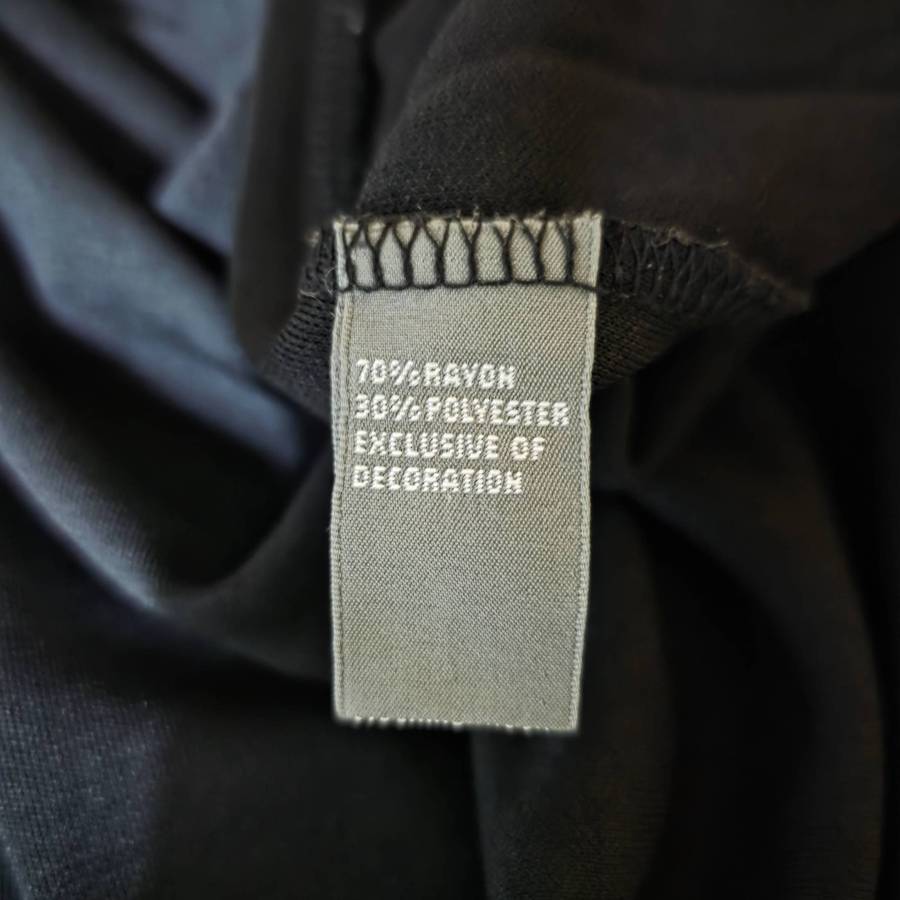 70% RAYON
30% POLYESTER
EXCLUSIVE OF
DECORATION